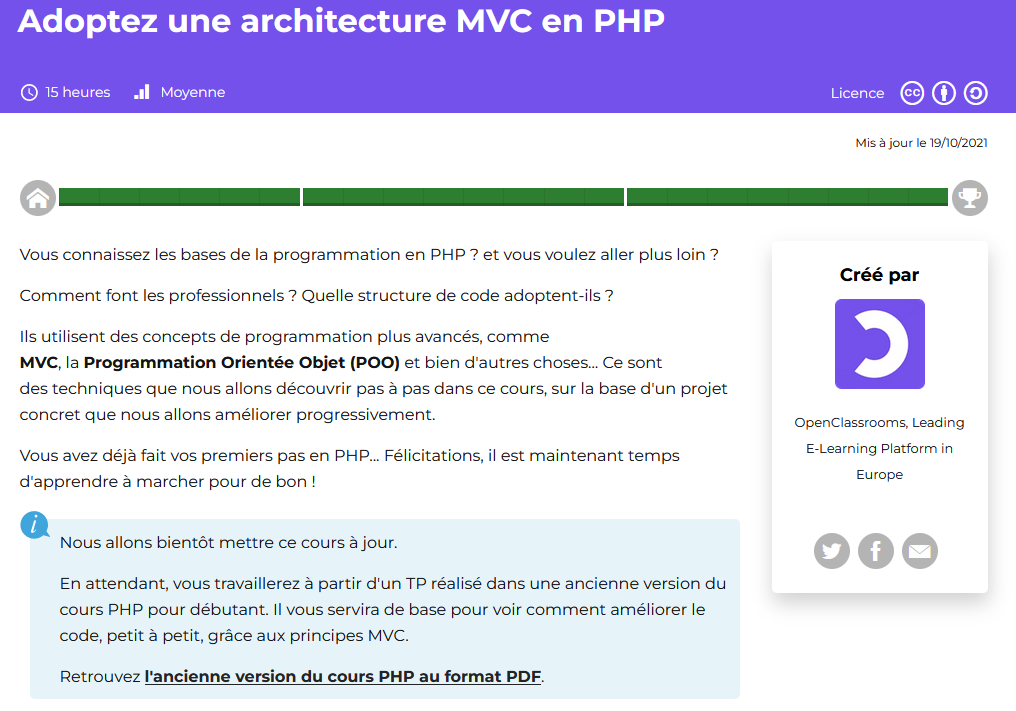 Adoptez une architecture MVC en PHP
15 heures
Moyenne
Licence
cc
Mis à jour le 19/10/2021
Vous connaissez les bases de la programmation en PHP ? et vous voulez aller plus loin ?
Comment font les professionnels ? Quelle structure de code adoptent-ils ?
Ils utilisent des concepts de programmation plus avancés, comme
MVC, la Programmation Orientée Objet (POO) et bien d'autres choses... Ce sont
des techniques que nous allons découvrir pas à pas dans ce cours, sur la base d'un projet
concret que nous allons améliorer progressivement.
Vous avez déjà fait vos premiers pas en PHP... Félicitations, il est maintenant temps
d'apprendre à marcher pour de bon !
i
Nous allons bientôt mettre ce cours à jour.
En attendant, vous travaillerez à partir d'un TP réalisé dans une ancienne version du
cours PHP pour débutant. Il vous servira de base pour voir comment améliorer le
code, petit à petit, grâce aux principes MVC.
Retrouvez l'ancienne version du cours PHP au format PDF.
Créé par
OpenClassrooms, Leading
E-Learning Platform in
Europe
f